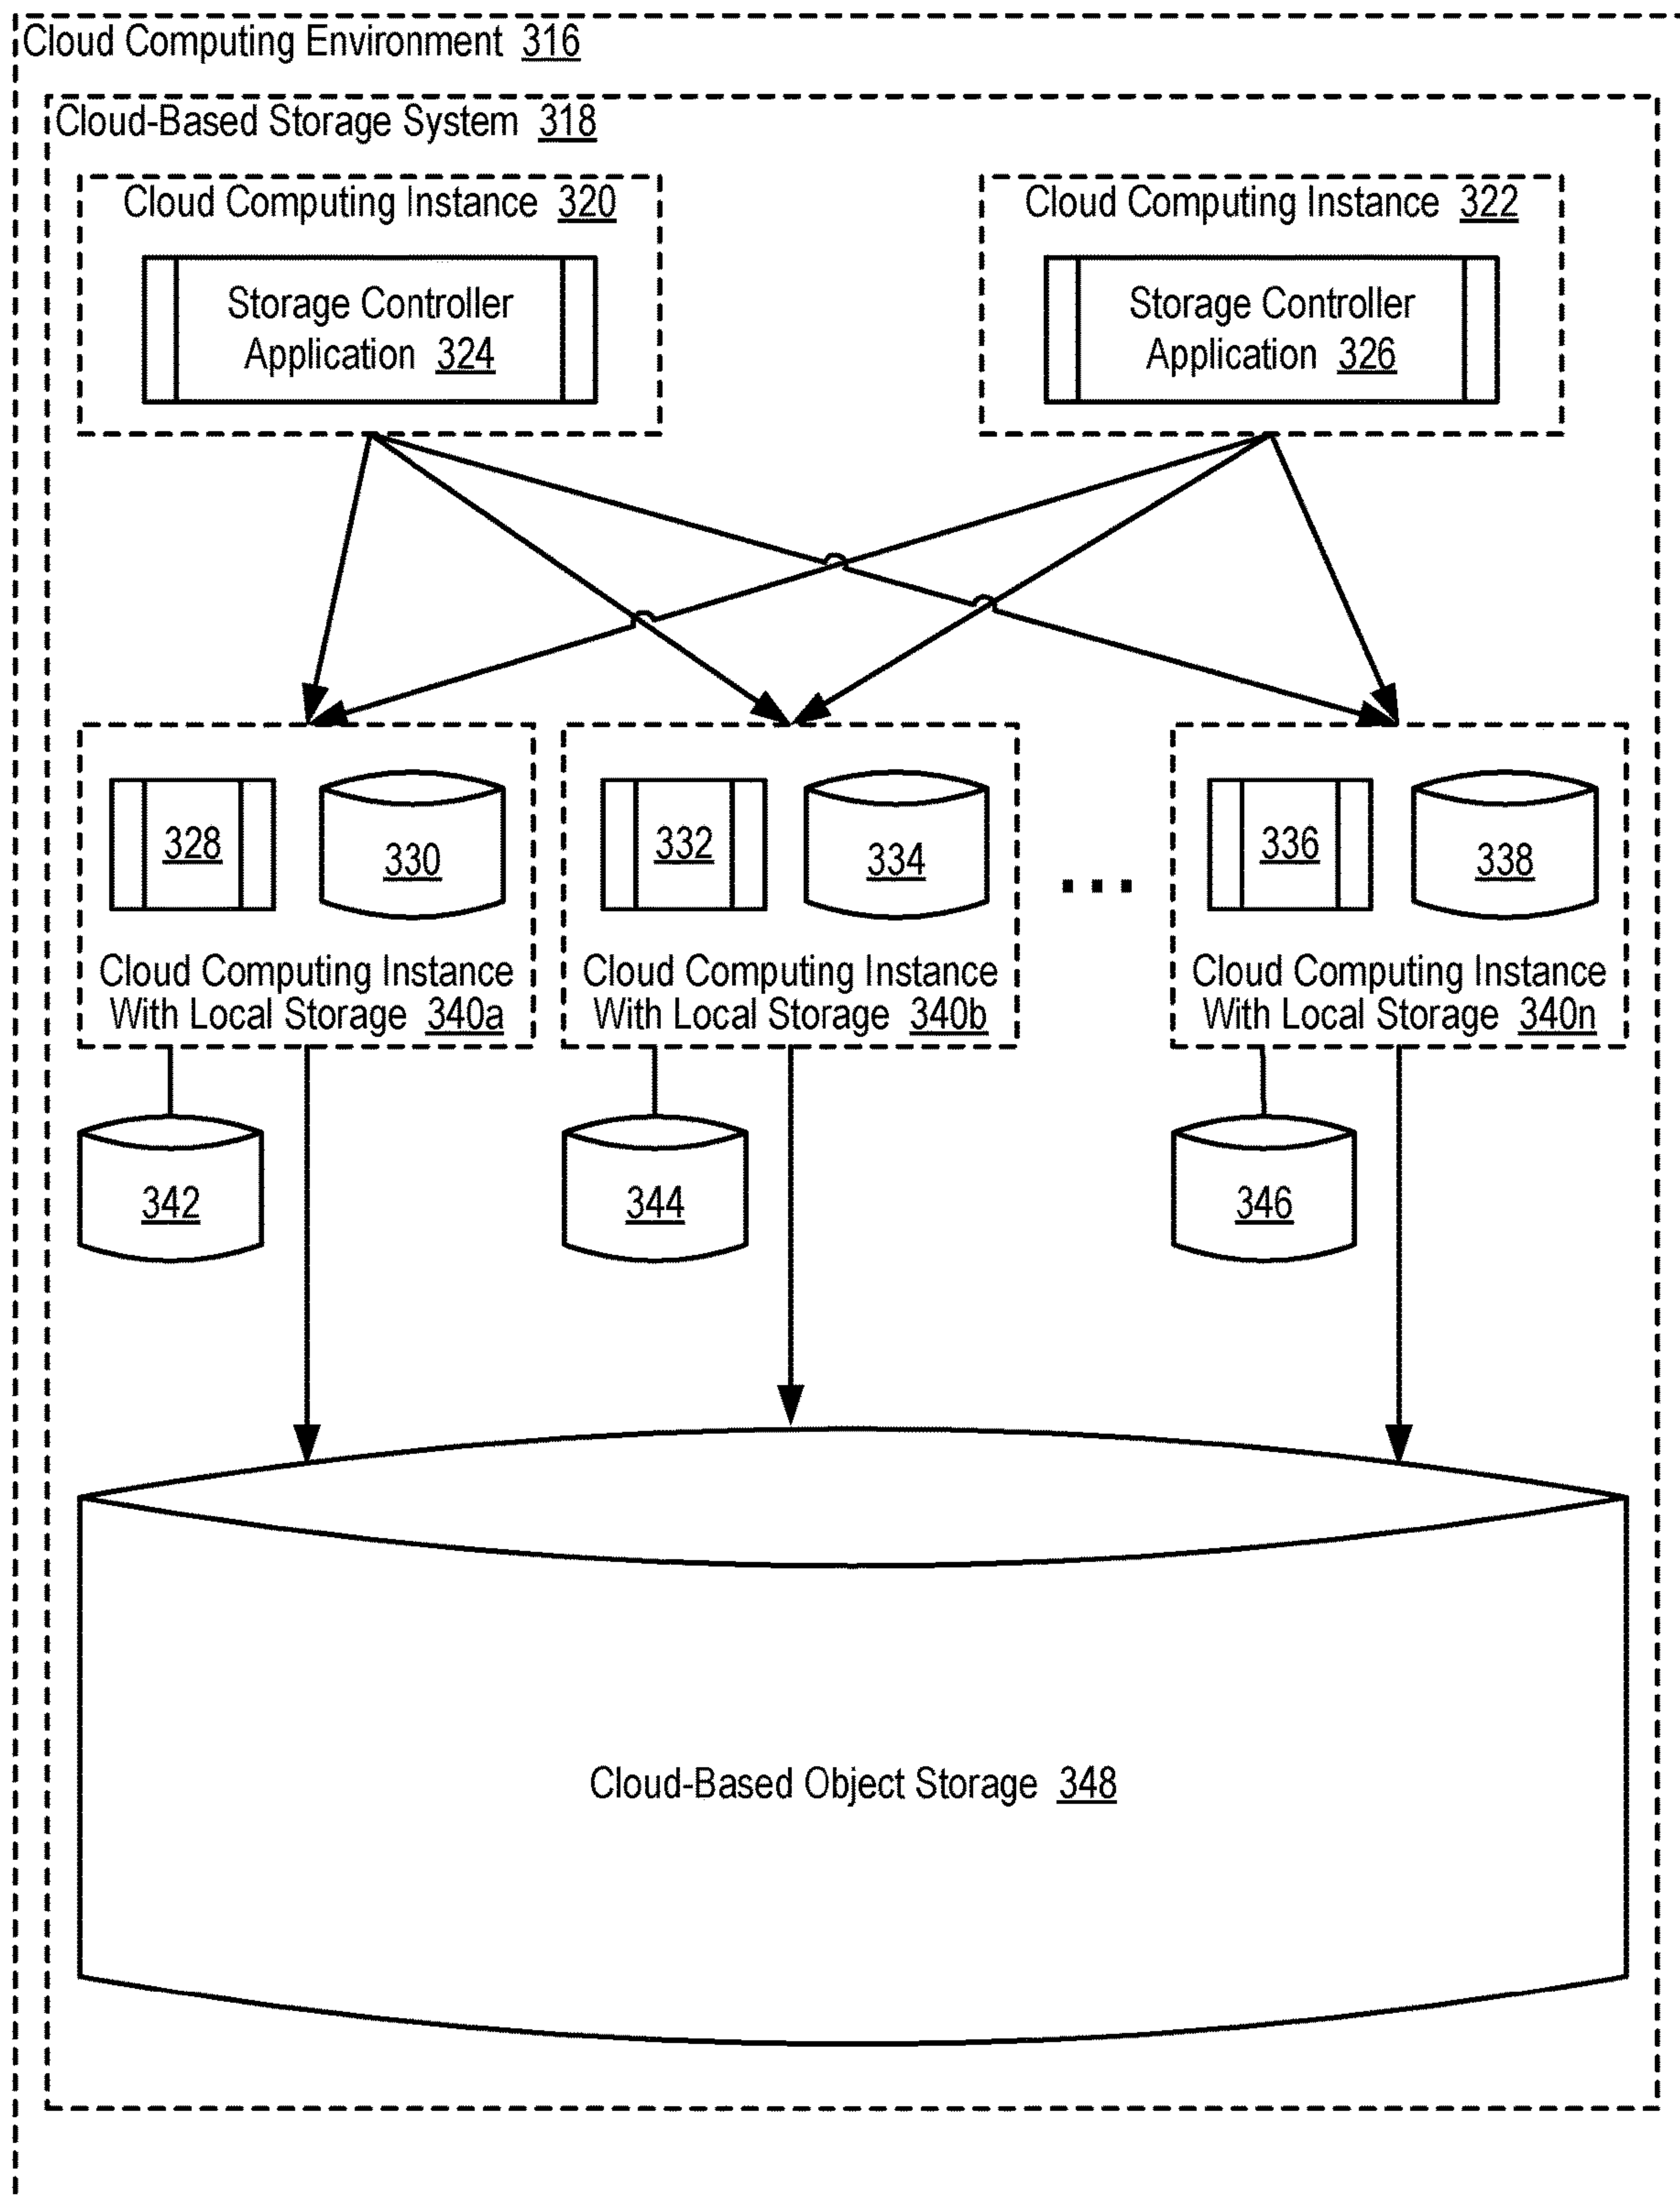 Cloud Computing Environment 316
Cloud-Based Storage System 318
Cloud Computing Instance 320
Storage Controller
Application 324
Cloud Computing Instance 322
Storage Controller
Application 326
328
330
Cloud Computing Instance
With Local Storage 340a
332
334
Cloud Computing Instance
With Local Storage 340b
...
336
338
Cloud Computing Instance
With Local Storage 340n
342
344
346
Cloud-Based Object Storage 348